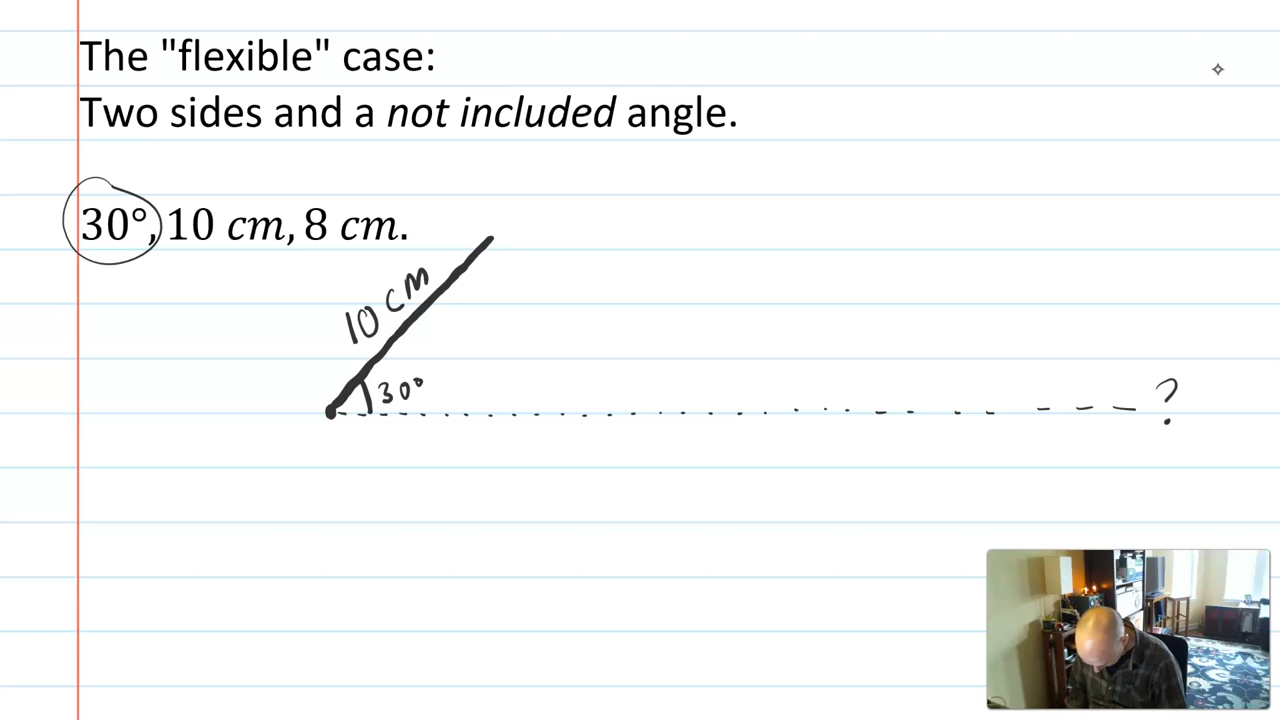 The "flexible" case:
Two sides and a not included angle.
30°, 10 cm, 8 cm.
10 cm
30°
?